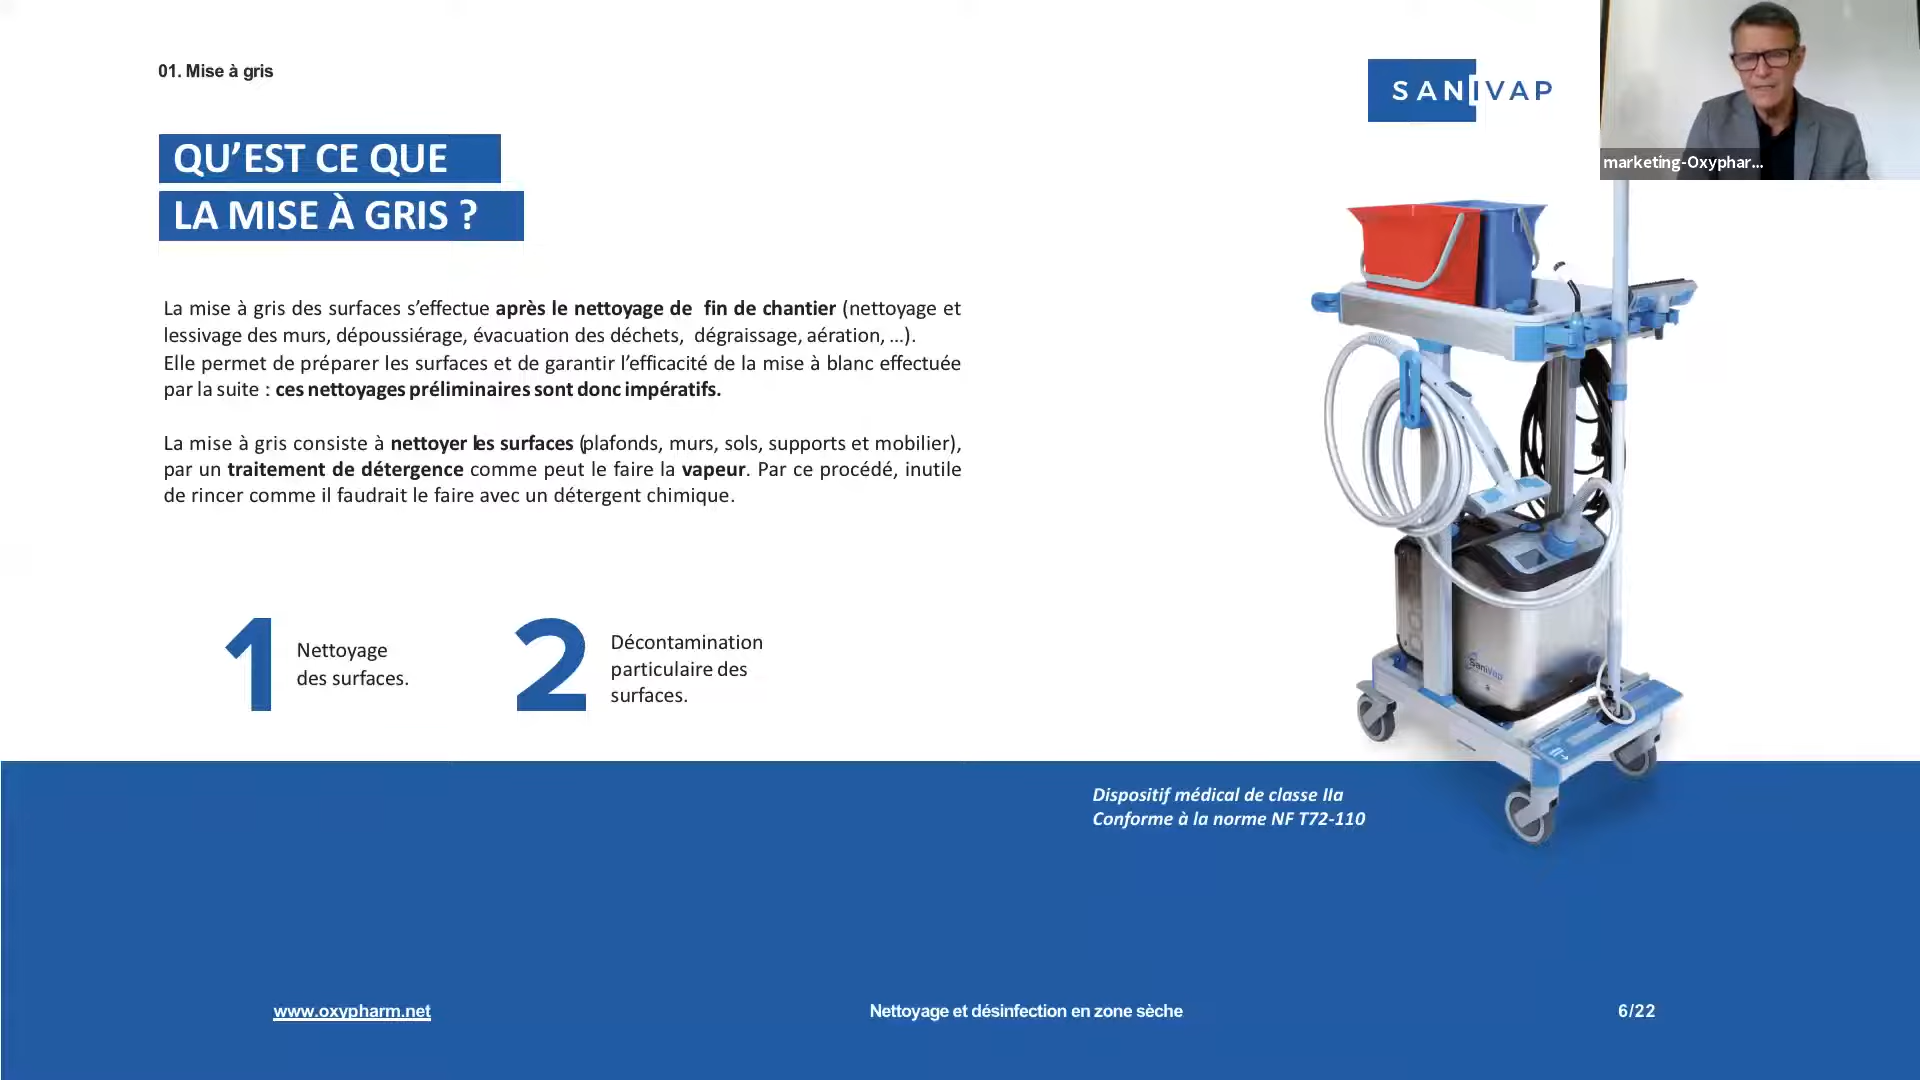 01. Mise à gris
SANIVAP
marketing-Oxyphar...
QU’EST CE QUE
LA MISE À GRIS ?
La mise à gris des surfaces s’effectue après le nettoyage de fin de chantier (nettoyage et
lessivage des murs, dépoussiérage, évacuation des déchets, dégraissage, aération, ...).
Elle permet de préparer les surfaces et de garantir l’efficacité de la mise à blanc effectuée
par la suite : ces nettoyages préliminaires sont donc impératifs.
La mise à gris consiste à nettoyer les surfaces (plafonds, murs, sols, supports et mobilier),
par un traitement de détergence comme peut le faire la vapeur. Par ce procédé, inutile
de rincer comme il faudrait le faire avec un détergent chimique.
1
Nettoyage
des surfaces.
2
Décontamination
particulaire des
surfaces.
sanivap
Dispositif médical de classe IIa
Conforme à la norme NF T72-110
www.oxypharm.net
Nettoyage et désinfection en zone sèche
6/22